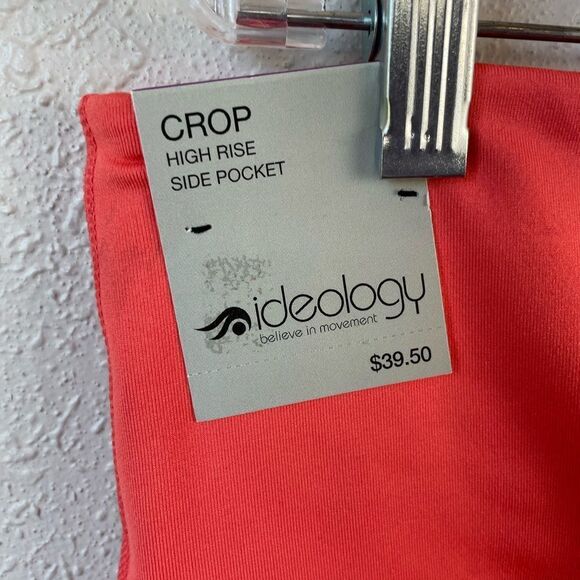 CROP
HIGH RISE
SIDE POCKET
ideology
believe in movement
$39.50